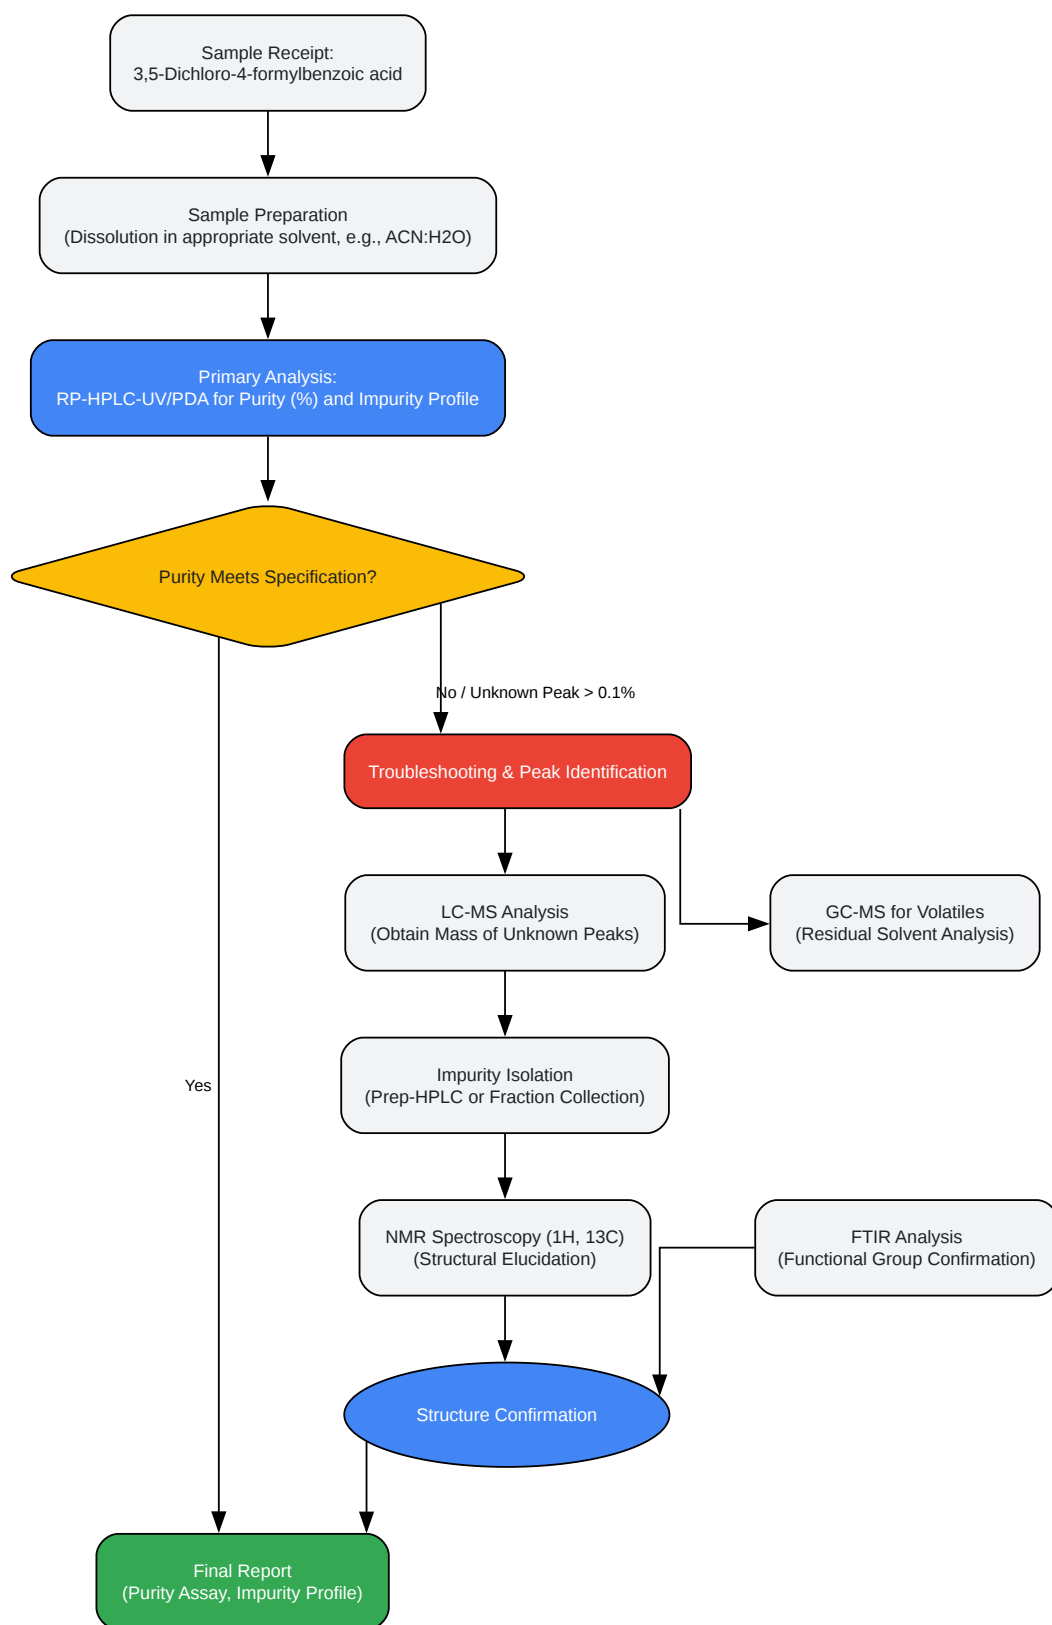 Sample Receipt:
3,5-Dichloro-4-formylbenzoic acid
Sample Preparation
(Dissolution in appropriate solvent, e.g., ACN:H2O)
Primary Analysis:
RP-HPLC-UV/PDA for Purity (%) and Impurity Profile
Purity Meets Specification?
No / Unknown Peak > 0.1%
Troubleshooting & Peak Identification
LC-MS Analysis
(Obtain Mass of Unknown Peaks)
GC-MS for Volatiles
(Residual Solvent Analysis)
Impurity Isolation
(Prep-HPLC or Fraction Collection)
Yes
NMR Spectroscopy (1H, 13C)
(Structural Elucidation)
FTIR Analysis
(Functional Group Confirmation)
Structure Confirmation
Final Report
(Purity Assay, Impurity Profile)